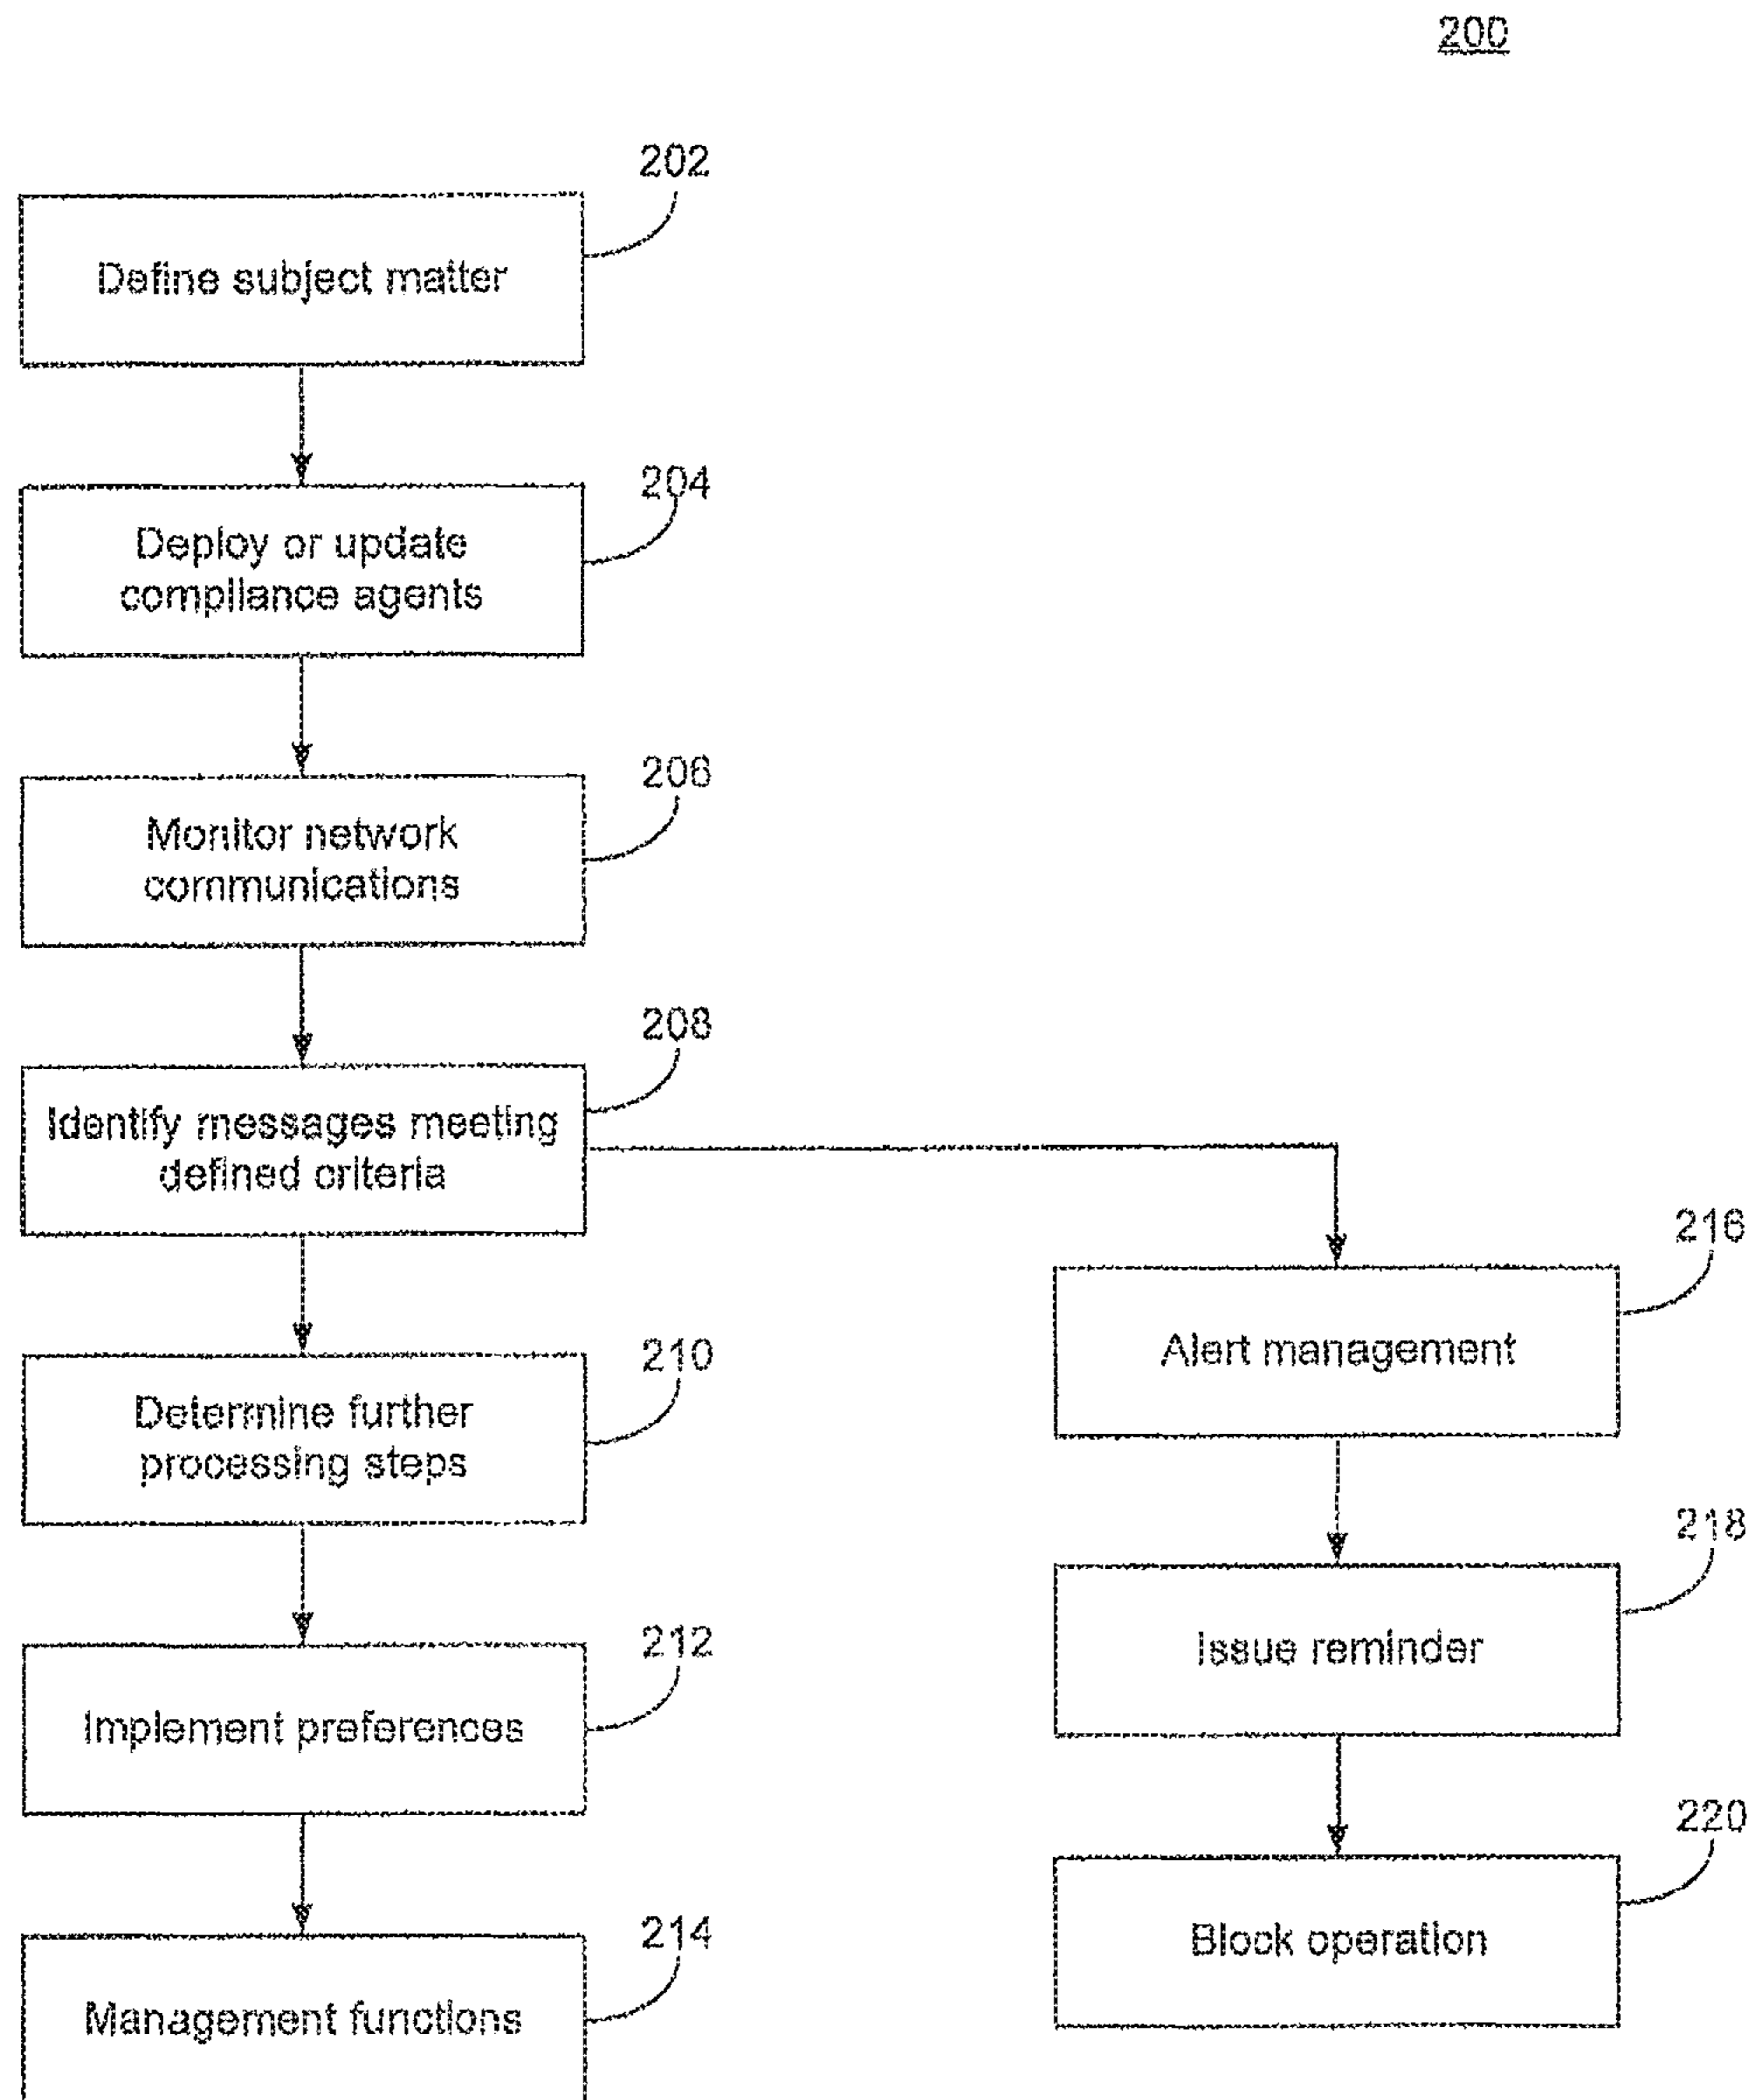 200
202
Define subject matter
204
Deploy or update
compliance agents
206
Monitor network
communications
208
Identify messages meeting
defined criteria
216
Alert management
210
Determine further
processing steps
218
Issue reminder
212
Implement preferences
220
Block operation
214
Management functions